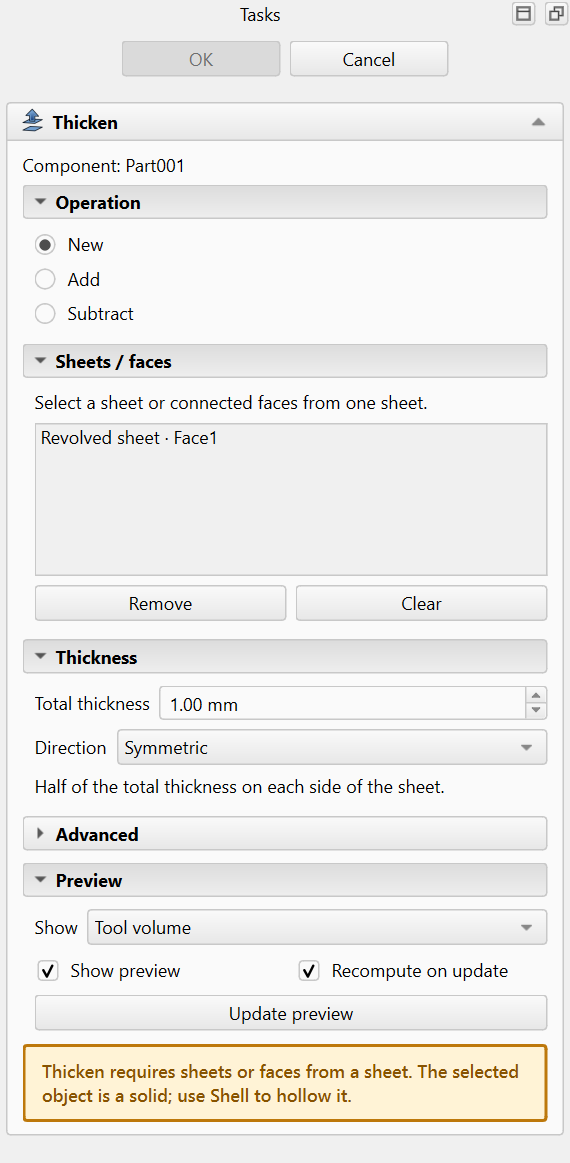 Tasks
OK
Cancel
Thicken
Component: Part001
Operation
New
Add
Subtract
Sheets / faces
Select a sheet or connected faces from one sheet.
Revolved sheet · Face1
Remove
Clear
Thickness
Total thickness
1.00 mm
Direction
Symmetric
Half of the total thickness on each side of the sheet.
Advanced
Preview
Show
Tool volume
Show preview
Recompute on update
Update preview
Thicken requires sheets or faces from a sheet. The selected
object is a solid; use Shell to hollow it.